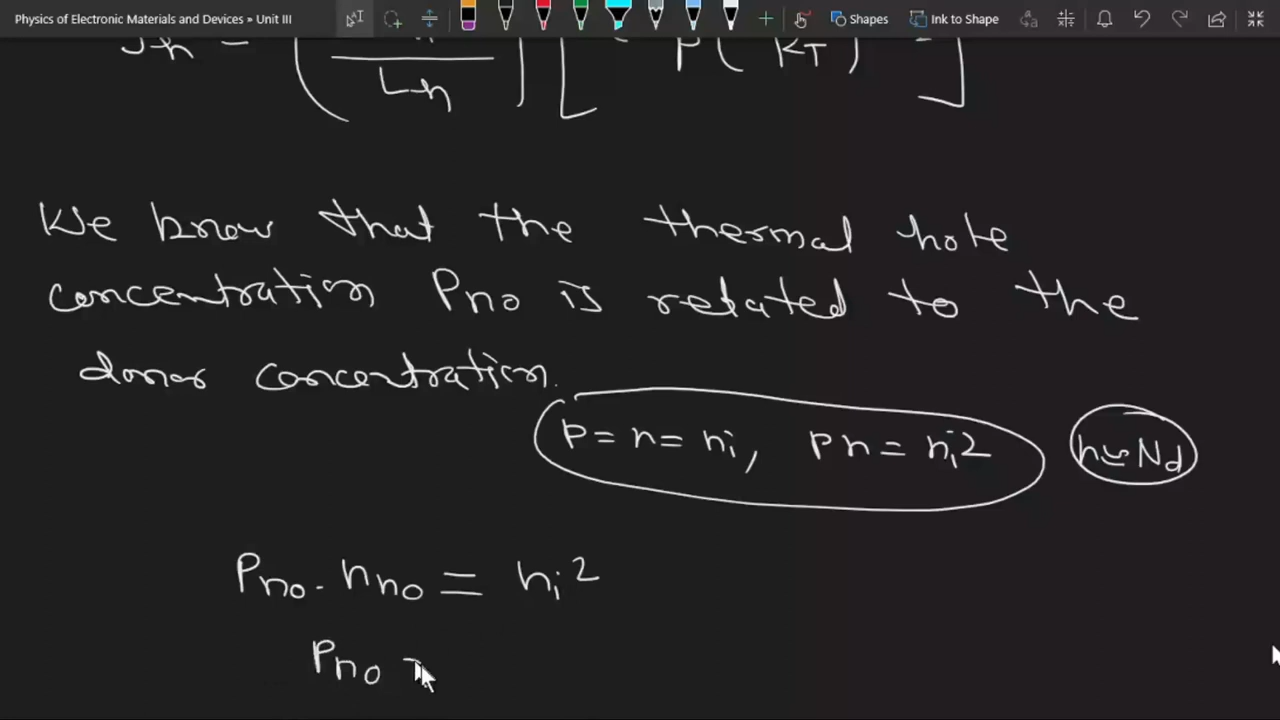 Physics of Electronic Materials and Devices » Unit III
Shapes
Ink to Shape
Ln
KT
We know that the thermal hole
concentration Pno is related to the
donor concentration.
p = n = ni, pn = ni2
n ≃ Nd
Pno . nno = ni2
Pno =